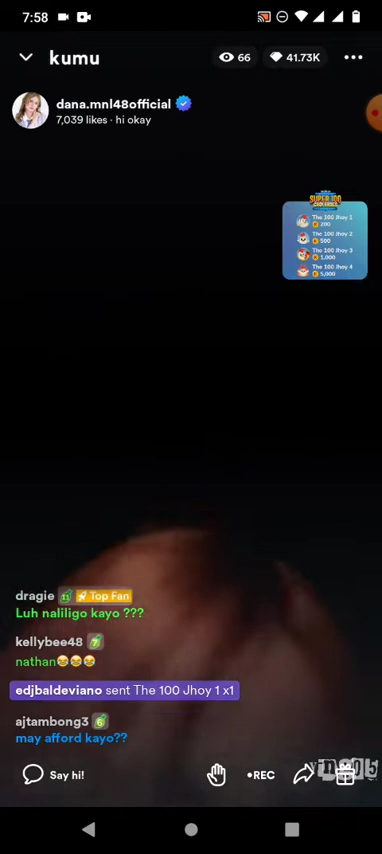 7:58
kumu
66
41.73K
dana.mnl48official
7,039 likes · hi okay
SUPER 100
The 100 Jhoy 1
200
The 100 Jhoy 2
500
The 100 Jhoy 3
1,000
The 100 Jhoy 4
5,000
dragie 11 Top Fan
Luh naliligo kayo ???
kellybee48 7
nathan😂😂😂
edjbaldeviano sent The 100 Jhoy 1 x1
ajtambong3 6
may afford kayo??
Say hi!
•REC